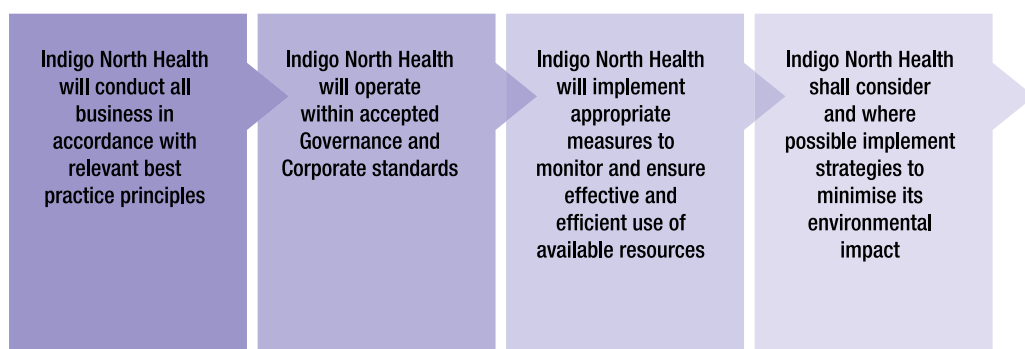 Indigo North Health
will conduct all
business in
accordance with
relevant best
practice principles
Indigo North Health
will operate
within accepted
Governance and
Corporate standards
Indigo North Health
will implement
appropriate
measures to
monitor and ensure
effective and
efficient use of
available resources
Indigo North Health
shall consider
and where
possible implement
strategies to
minimise its
environmental
impact